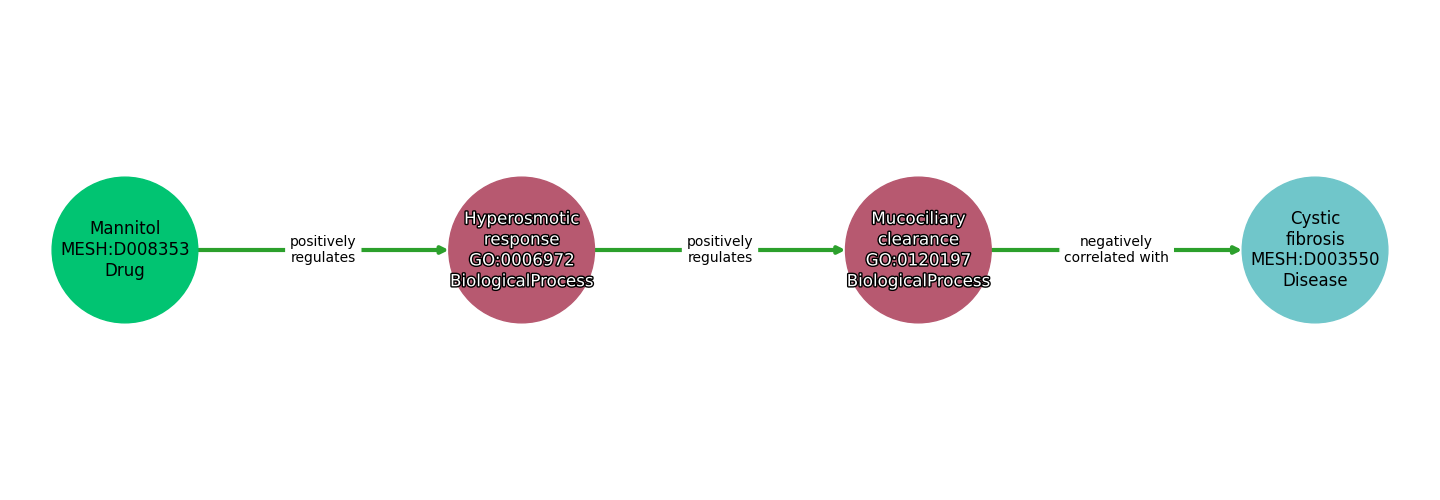 Mannitol
MESH:D008353
Drug
positively
regulates
Hyperosmotic
response
GO:0006972
BiologicalProcess
positively
regulates
Mucociliary
clearance
GO:0120197
BiologicalProcess
negatively
correlated with
Cystic
fibrosis
MESH:D003550
Disease